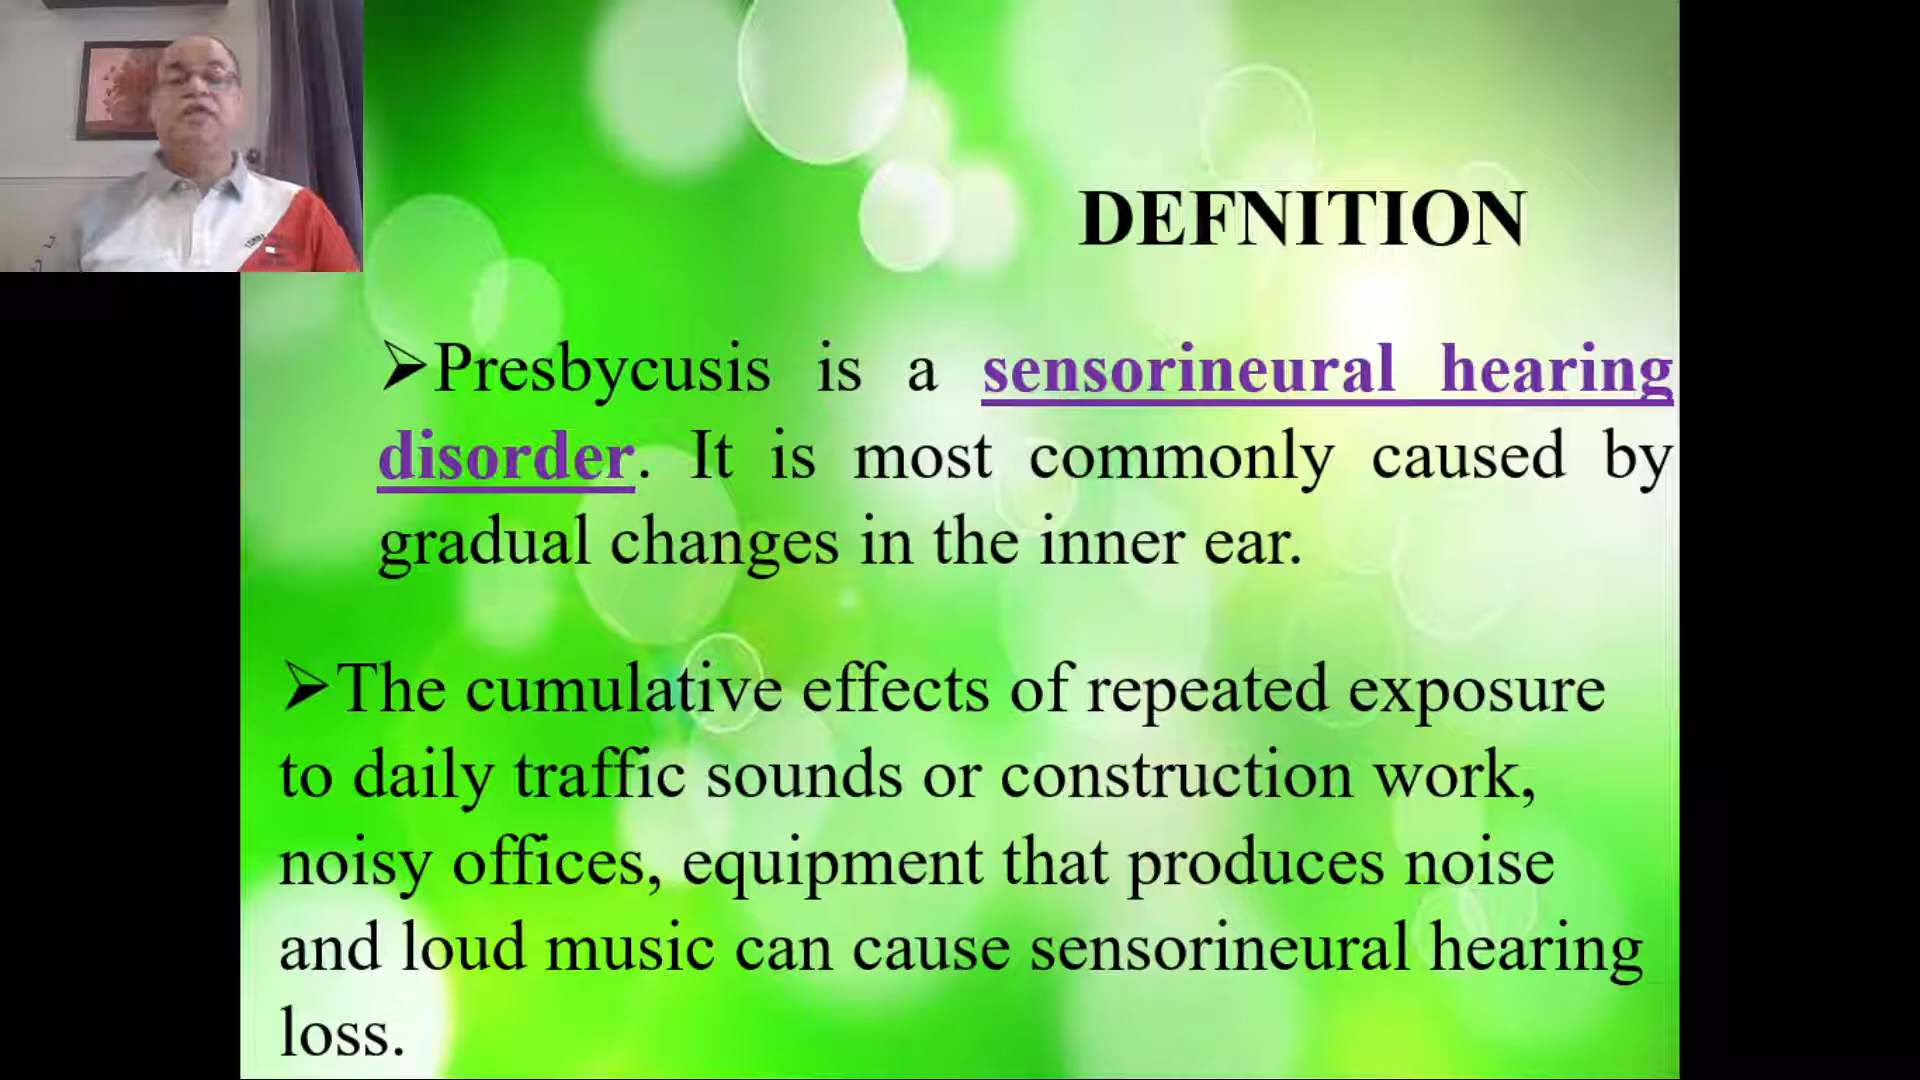 DEFNITION
➢Presbycusis is a sensorineural hearing
disorder. It is most commonly caused by
gradual changes in the inner ear.
➢The cumulative effects of repeated exposure
to daily traffic sounds or construction work,
noisy offices, equipment that produces noise
and loud music can cause sensorineural hearing
loss.